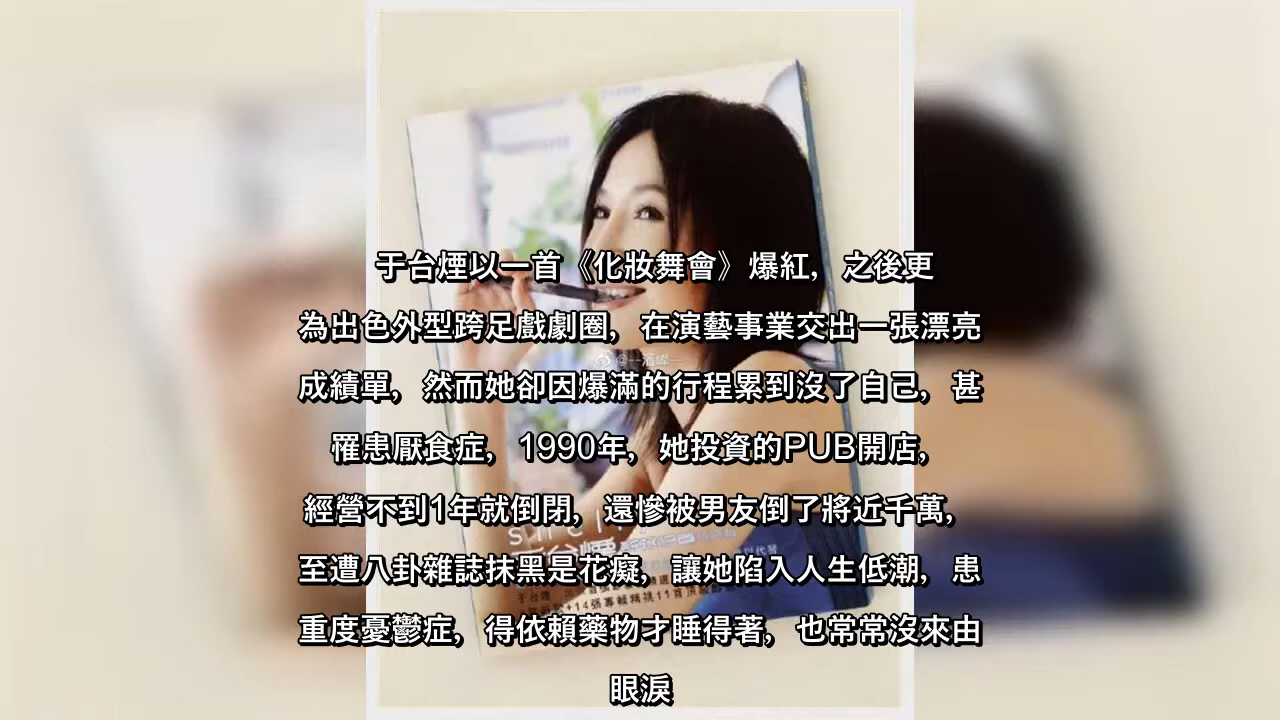 于台煙以一首《化妝舞會》爆紅，之後更
為出色外型跨足戲劇圈，在演藝事業交出一張漂亮
成績單，然而她卻因爆滿的行程累到沒了自己，甚
罹患厭食症，1990年，她投資的PUB開店，
經營不到1年就倒閉，還慘被男友倒了將近千萬，
至遭八卦雜誌抹黑是花癡，讓她陷入人生低潮，患
重度憂鬱症，得依賴藥物才睡得著，也常常沒來由
眼淚